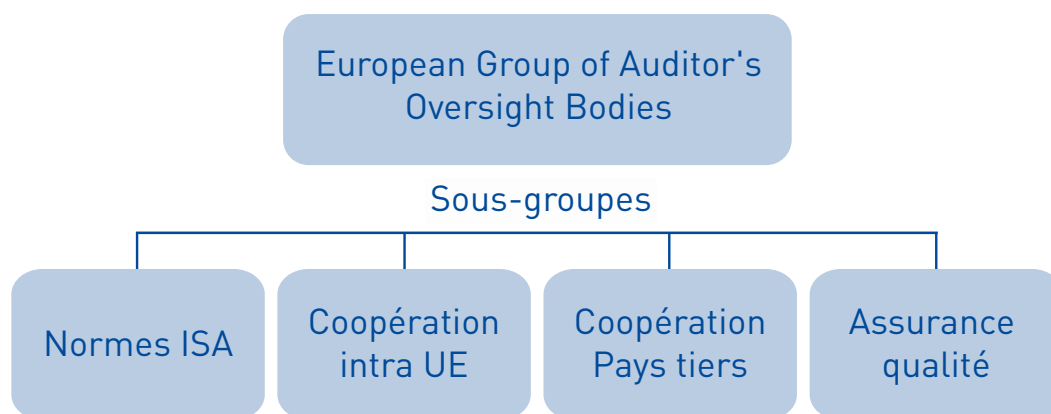 European Group of Auditor's
Oversight Bodies
Sous-groupes
Normes ISA
Coopération
intra UE
Coopération
Pays tiers
Assurance
qualité